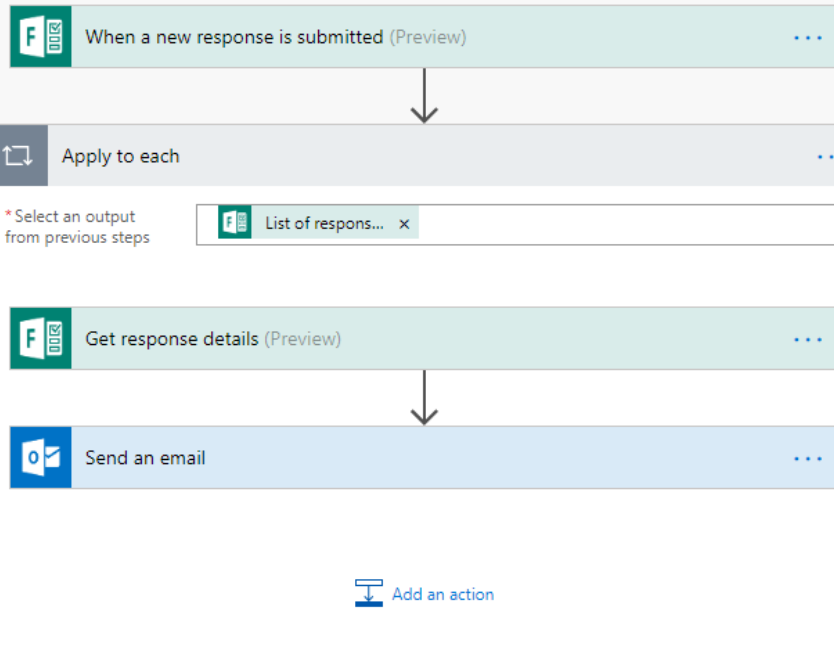 F
When a new response is submitted (Preview)
Apply to each
* Select an output
from previous steps
F
List of respons... ×
F
Get response details (Preview)
o
Send an email
Add an action